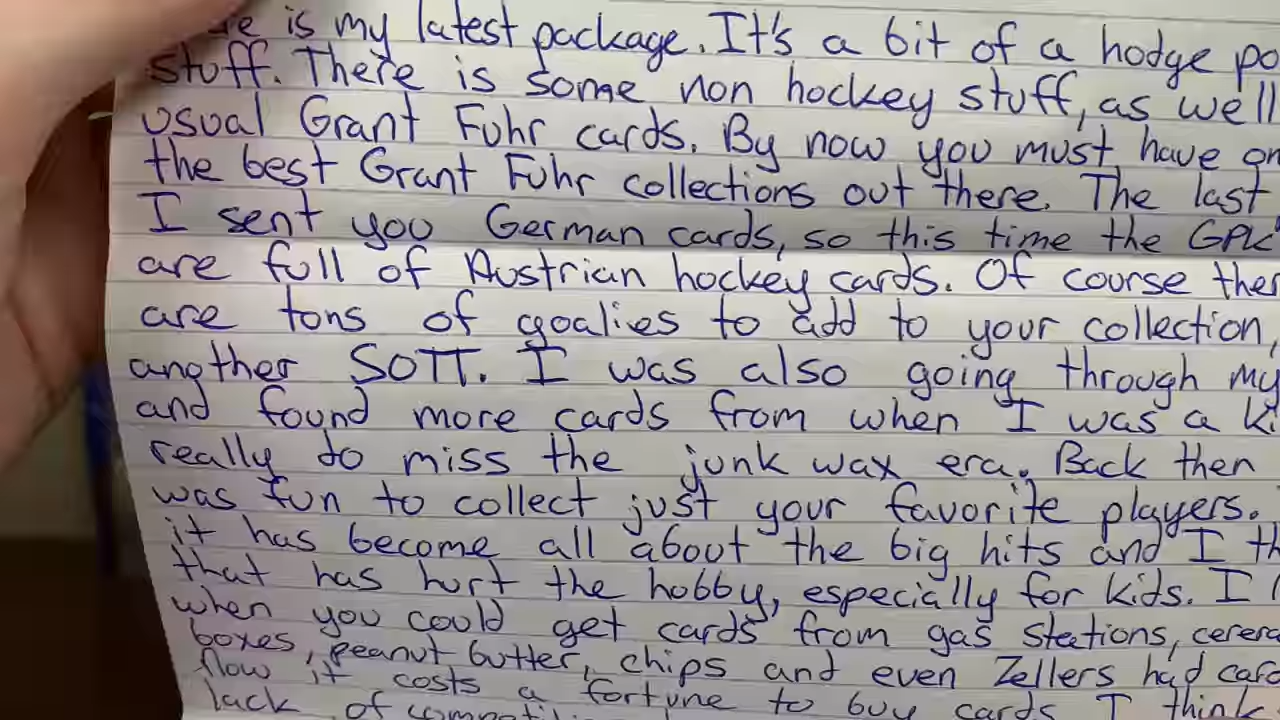 is my latest package. It's a bit of a hodge po
stuff. There is some non hockey stuff, as well
usual Grant Fuhr cards. By now you must have on
the best Grant Fuhr collections out there. The last
I sent you German cards, so this time the GPK
are full of Austrian hockey cards. Of course ther
are tons of goalies to add to your collection,
another SOTT. I was also going through my
and found more cards from when I was a ki
really do miss the junk wax era. Back then
was fun to collect just your favorite players.
it has become all about the big hits and I th
that has hurt the hobby, especially for kids. I
when you could get cards from gas stations, cerea
boxes, peanut butter, chips and even Zellers had card
Now it costs a fortune to buy cards. I think
lack of